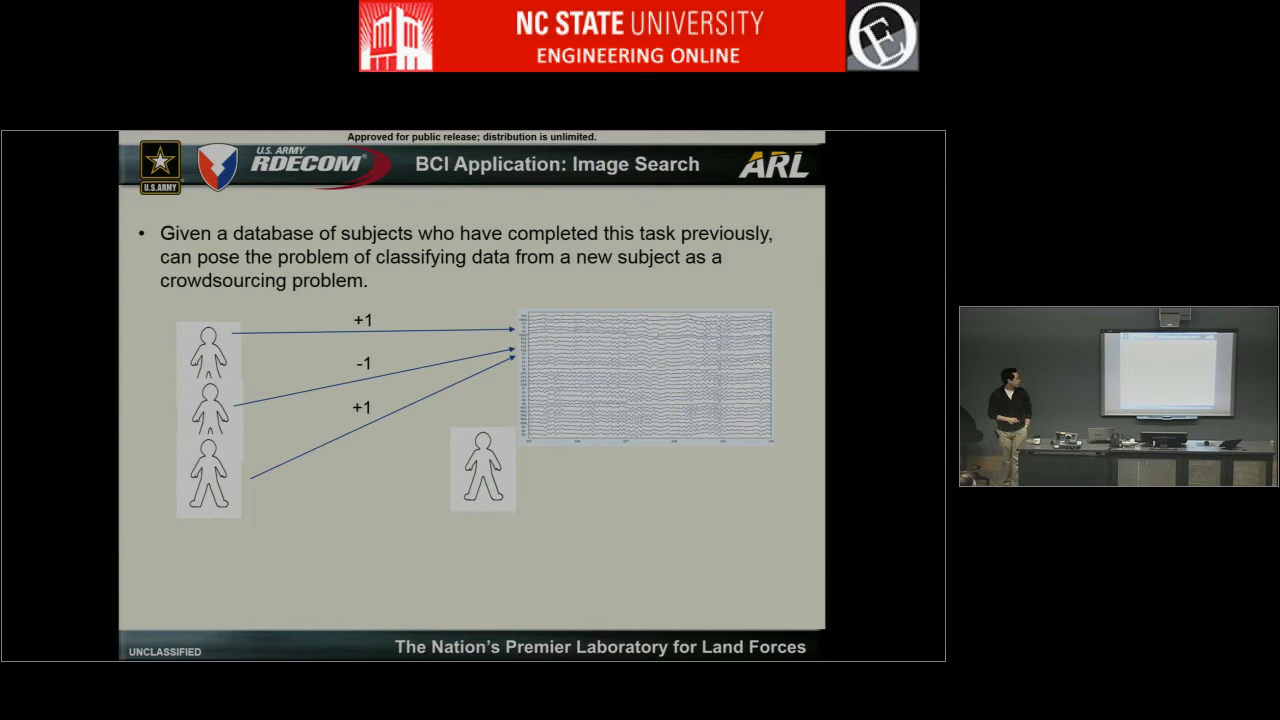 NC STATE UNIVERSITY
ENGINEERING ONLINE
Approved for public release; distribution is unlimited.
U.S. ARMY
U.S. ARMY
RDECOM®
BCI Application: Image Search
ARL
• Given a database of subjects who have completed this task previously,
can pose the problem of classifying data from a new subject as a
crowdsourcing problem.
+1
-1
+1
UNCLASSIFIED
The Nation's Premier Laboratory for Land Forces